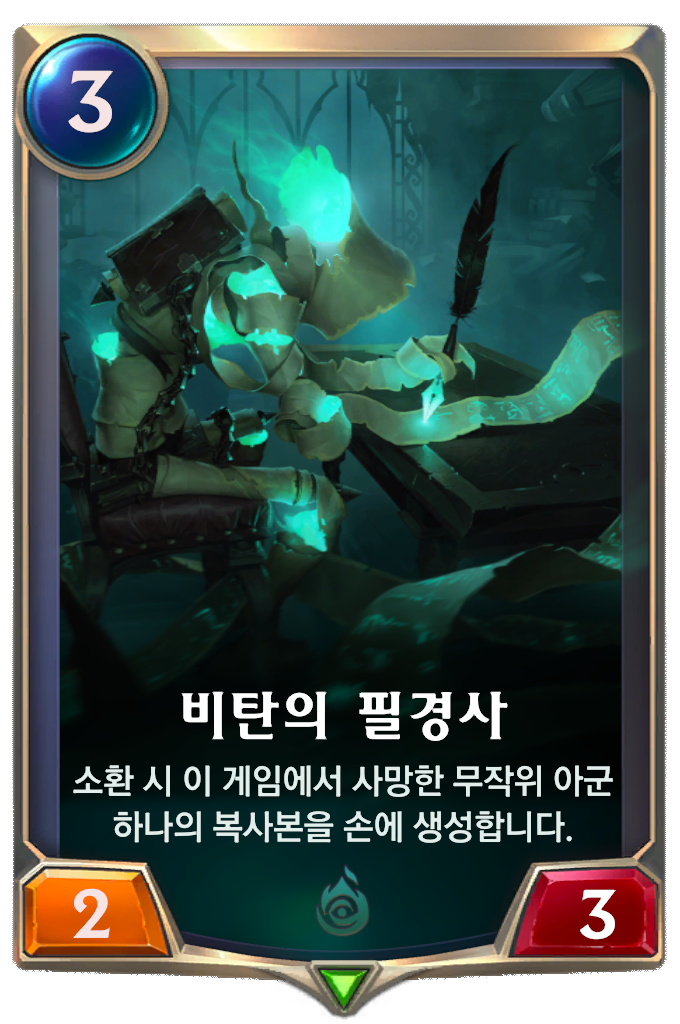 3
비탄의 필경사
소환 시 이 게임에서 사망한 무작위 아군
하나의 복사본을 손에 생성합니다.
2
3